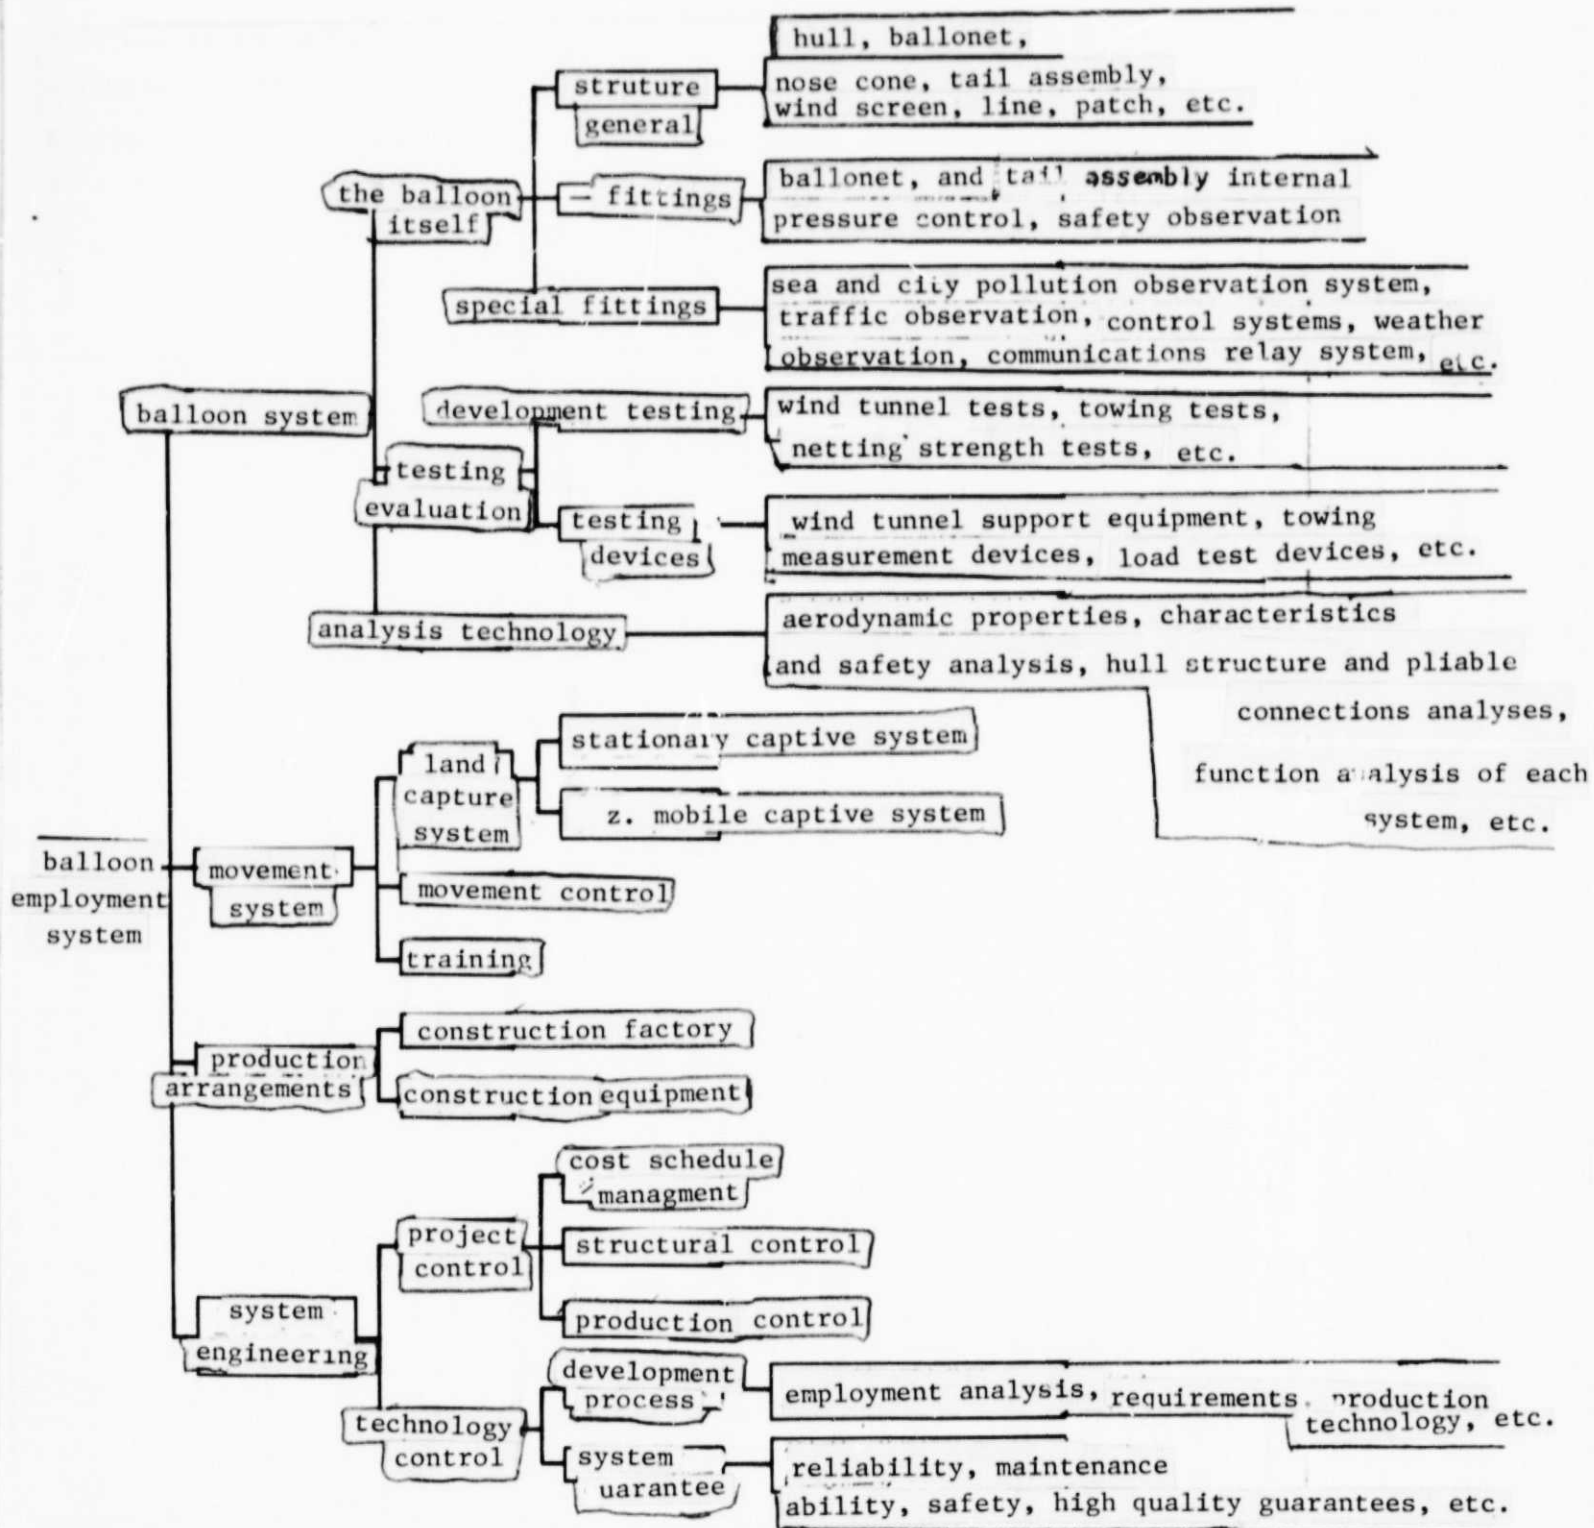 hull, ballonet,
struture
general
nose cone, tail assembly,
wind screen, line, patch, etc.
the balloon
itself
— fittings
ballonet, and tail assembly internal
pressure control, safety observation
special fittings
sea and city pollution observation system,
traffic observation, control systems, weather
observation, communications relay system, etc.
balloon system
development testing
wind tunnel tests, towing tests,
netting strength tests, etc.
testing
evaluation
testing
devices
wind tunnel support equipment, towing
measurement devices, load test devices, etc.
analysis technology
aerodynamic properties, characteristics
and safety analysis, hull structure and pliable
connections analyses,
function analysis of each
system, etc.
land
capture
system
stationary captive system
z. mobile captive system
balloon
employment
system
movement
system
movement control
training
production
arrangements
construction factory
construction equipment
cost schedule
managment
project
control
structural control
production control
system
engineering
development
process
employment analysis, requirements, production
technology, etc.
technology
control
system
uarantee
reliability, maintenance
ability, safety, high quality guarantees, etc.